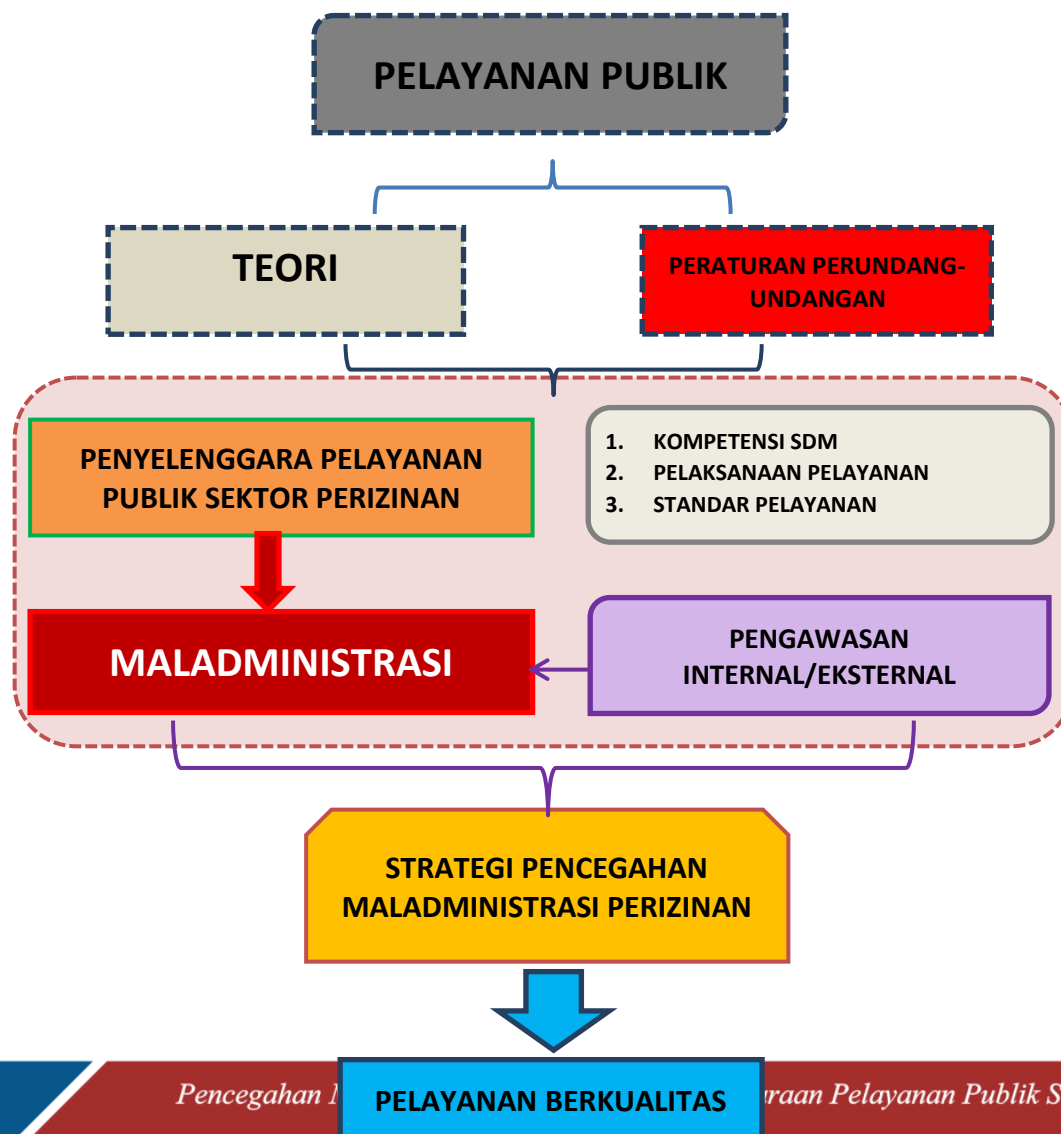 PELAYANAN PUBLIK
TEORI
PERATURAN PERUNDANG-
UNDANGAN
PENYELENGGARA PELAYANAN
PUBLIK SEKTOR PERIZINAN
1. KOMPETENSI SDM
2. PELAKSANAAN PELAYANAN
3. STANDAR PELAYANAN
MALADMINISTRASI
PENGAWASAN
INTERNAL/EKSTERNAL
STRATEGI PENCEGAHAN
MALADMINISTRASI PERIZINAN
PELAYANAN BERKUALITAS
Pencegahan Pelayanan Publik